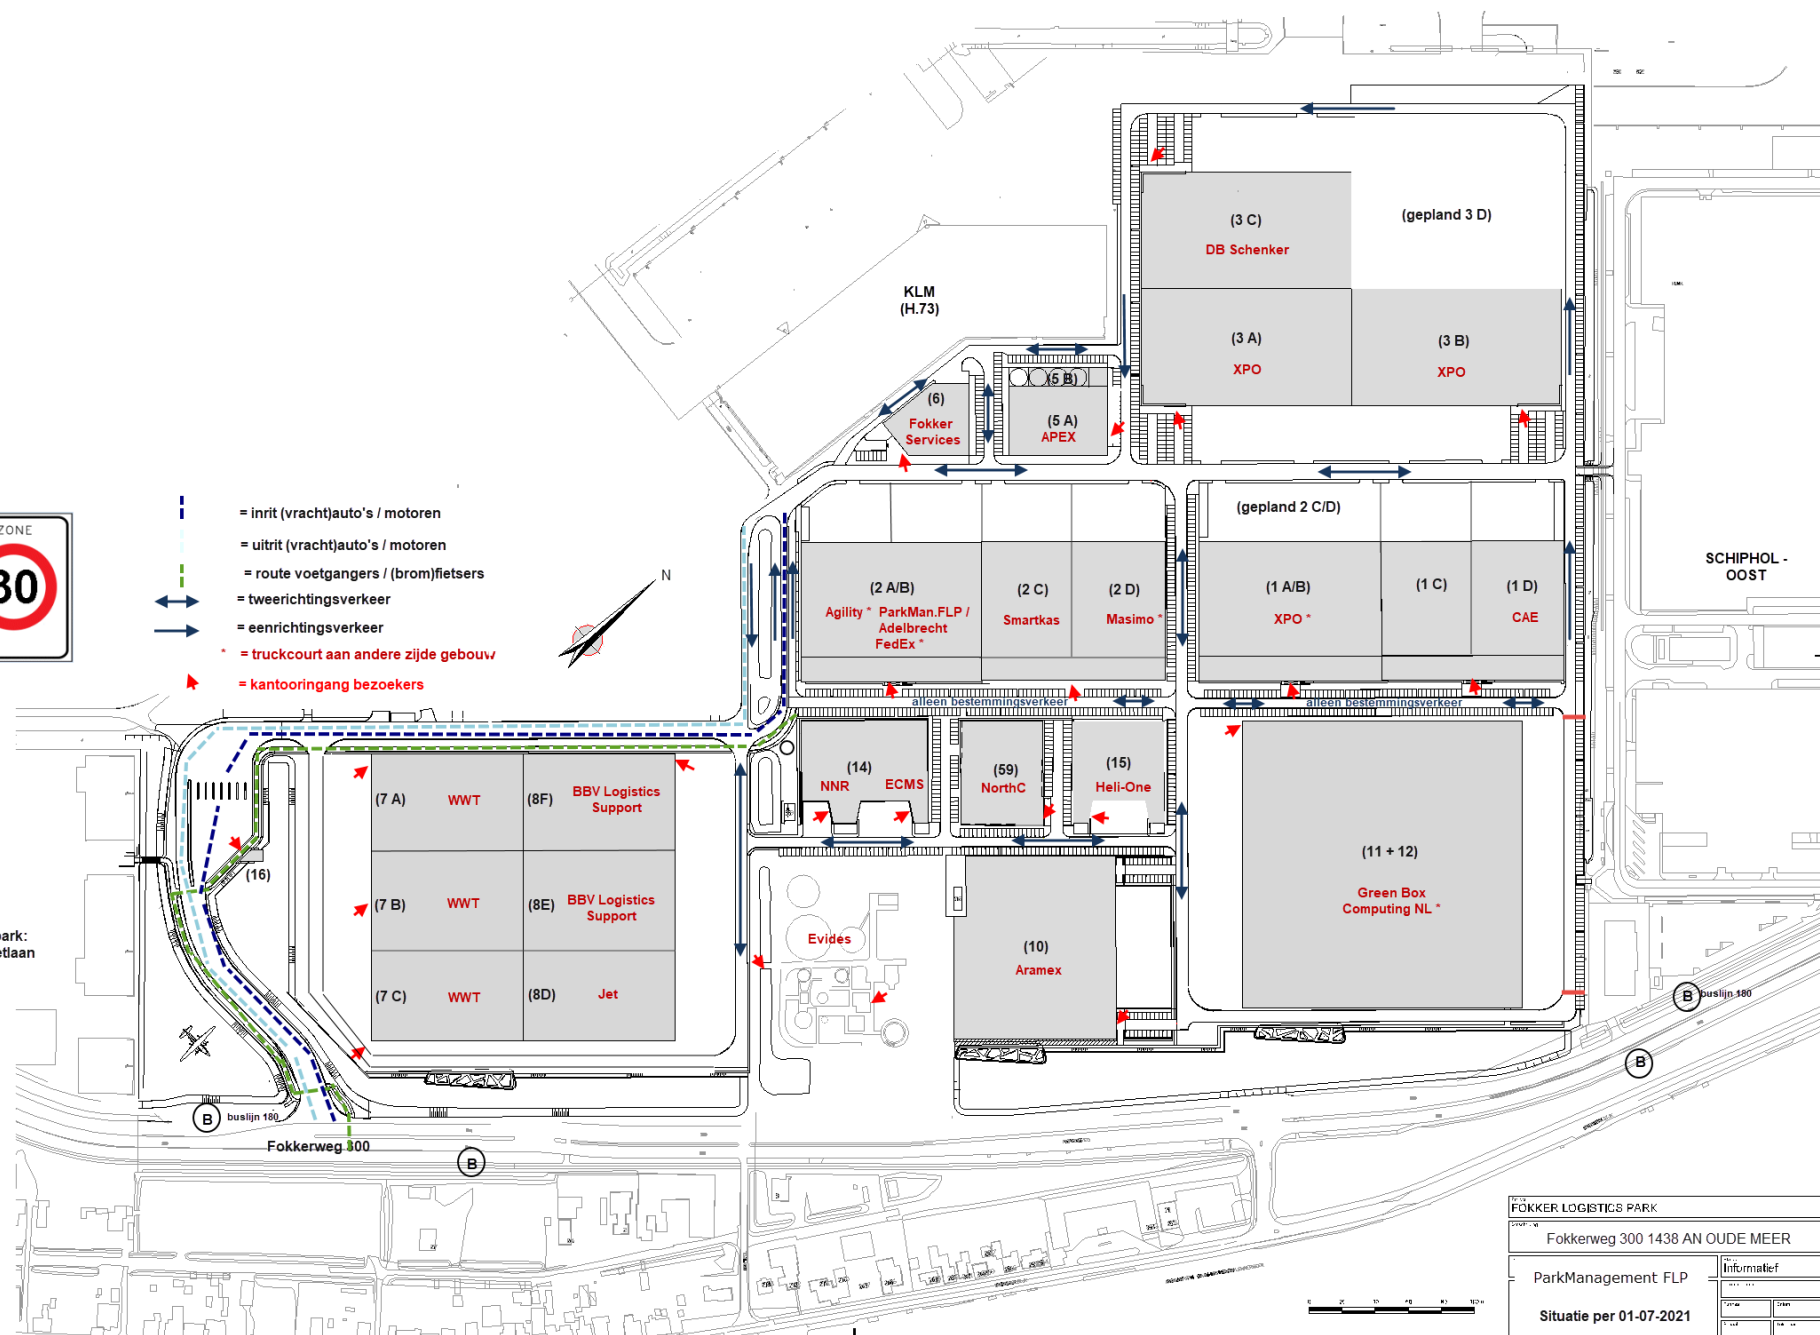 ZONE
30
park:
etlaan
= inrit (vracht)auto's / motoren
= uitrit (vracht)auto's / motoren
= route voetgangers / (brom)fietsers
= tweerichtingsverkeer
= eenrichtingsverkeer
* = truckcourt aan andere zijde gebouw
= kantooringang bezoekers
N
KLM
(H.73)
(3 C)
DB Schenker
(gepland 3 D)
(3 A)
XPO
(3 B)
XPO
(5 B)
(5 A)
APEX
(6)
Fokker
Services
(2 A/B)
Agility * ParkMan.FLP /
Adelbrecht
FedEx *
(2 C)
Smartkas
(2 D)
Masimo *
(gepland 2 C/D)
(1 A/B)
XPO *
(1 C)
(1 D)
CAE
SCHIPHOL -
OOST
alleen bestemmingsverkeer
alleen bestemmingsverkeer
(14)
NNR
ECMS
(59)
NorthC
(15)
Heli-One
(7 A)
WWT
(8F)
BBV Logistics
Support
(16)
(7 B)
WWT
(8E)
BBV Logistics
Support
(7 C)
WWT
(8D)
Jet
Evides
(10)
Aramex
(11 + 12)
Green Box
Computing NL *
B
buslijn 180
B
B
buslijn 180
Fokkerweg 300
B
FOKKER LOGISTICS PARK
Fokkerweg 300 1438 AN OUDE MEER
ParkManagement FLP
Informatief
Situatie per 01-07-2021